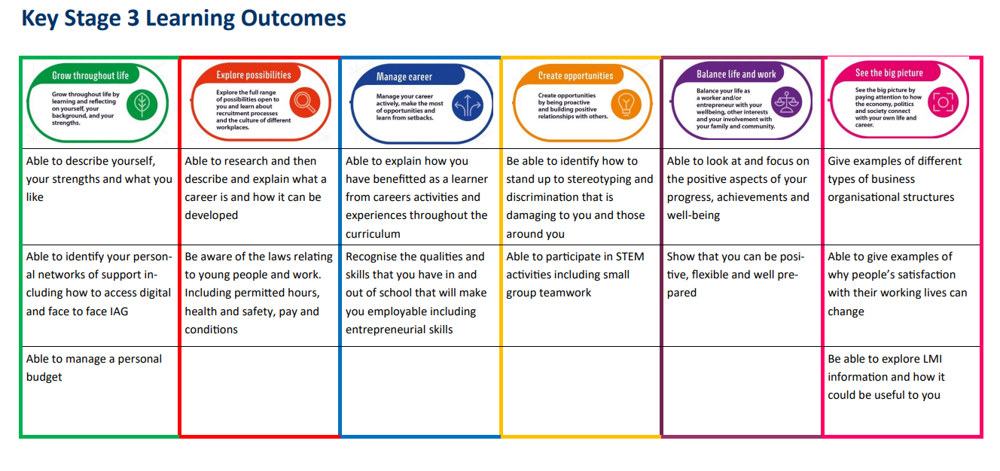 Key Stage 3 Learning Outcomes
Grow throughout life
Grow throughout life by
learning and reflecting
on yourself, your
background, and your
strengths.
Explore possibilities
Explore the full range
of possibilities open to
you and learn about
recruitment processes
and the culture of different
workplaces.
Manage career
Manage your career
actively, make the most
of opportunities and
learn from setbacks.
Create opportunities
Create opportunities
by being proactive
and building positive
relationships with others.
Balance life and work
Balance your life as
a worker and/or
entrepreneur with your
wellbeing, other interests
and your involvement with
your family and community.
See the big picture
See the big picture by
paying attention to how
the economy, politics
and society connect
with your own life and
career.
Able to describe yourself,
your strengths and what you
like
Able to research and then
describe and explain what a
career is and how it can be
developed
Able to explain how you
have benefitted as a learner
from careers activities and
experiences throughout the
curriculum
Be able to identify how to
stand up to stereotyping and
discrimination that is
damaging to you and those
around you
Able to look at and focus on
the positive aspects of your
progress, achievements and
well-being
Give examples of different
types of business
organisational structures
Able to identify your person-
al networks of support in-
cluding how to access digital
and face to face IAG
Be aware of the laws relating
to young people and work.
Including permitted hours,
health and safety, pay and
conditions
Recognise the qualities and
skills that you have in and
out of school that will make
you employable including
entrepreneurial skills
Able to participate in STEM
activities including small
group teamwork
Show that you can be posi-
tive, flexible and well pre-
pared
Able to give examples of
why people's satisfaction
with their working lives can
change
Able to manage a personal
budget
Be able to explore LMI
information and how it
could be useful to you